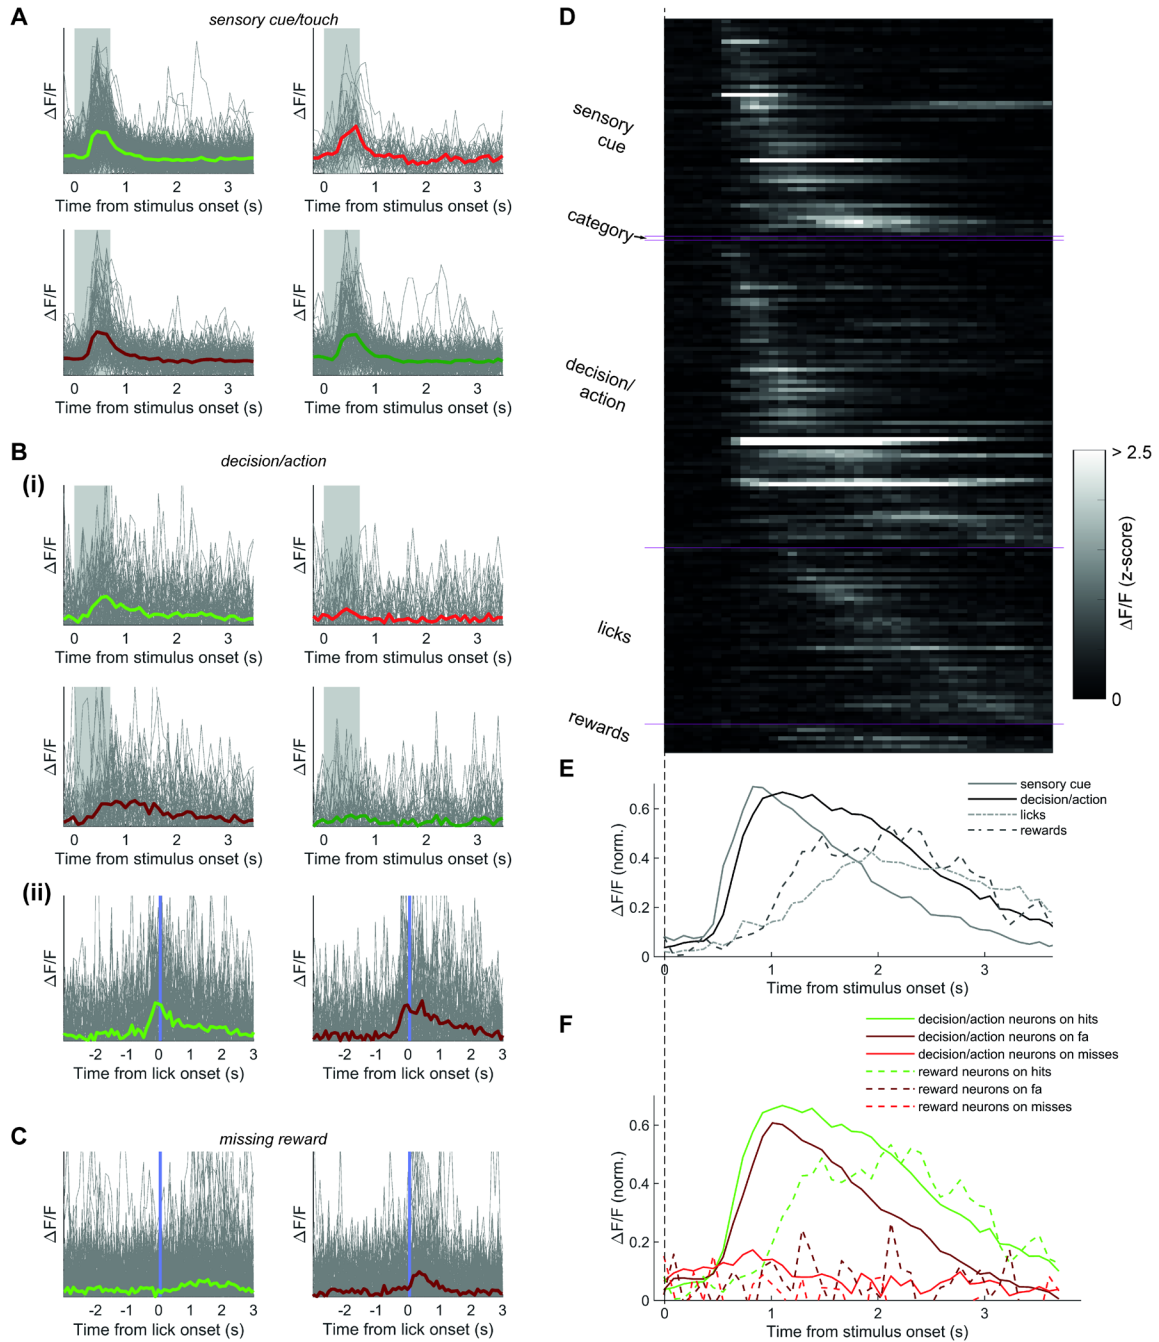 A
sensory cue/touch
ΔF/F
ΔF/F
0 1 2 3
0 1 2 3
Time from stimulus onset (s)
Time from stimulus onset (s)
ΔF/F
ΔF/F
0 1 2 3
0 1 2 3
Time from stimulus onset (s)
Time from stimulus onset (s)
B
decision/action
(i)
ΔF/F
ΔF/F
0 1 2 3
0 1 2 3
Time from stimulus onset (s)
Time from stimulus onset (s)
ΔF/F
ΔF/F
0 1 2 3
0 1 2 3
Time from stimulus onset (s)
Time from stimulus onset (s)
(ii)
ΔF/F
ΔF/F
-2 -1 0 1 2 3
-2 -1 0 1 2 3
Time from lick onset (s)
Time from lick onset (s)
C
missing reward
ΔF/F
ΔF/F
-2 -1 0 1 2 3
-2 -1 0 1 2 3
Time from lick onset (s)
Time from lick onset (s)
D
sensory
cue
category
decision/
action
licks
rewards
> 2.5
ΔF/F (z-score)
0
E
sensory cue
decision/action
licks
rewards
0.6
0.4
0.2
0
ΔF/F (norm.)
0 1 2 3
Time from stimulus onset (s)
F
decision/action neurons on hits
decision/action neurons on fa
decision/action neurons on misses
reward neurons on hits
reward neurons on fa
reward neurons on misses
0.6
0.4
0.2
0
ΔF/F (norm.)
0 1 2 3
Time from stimulus onset (s)